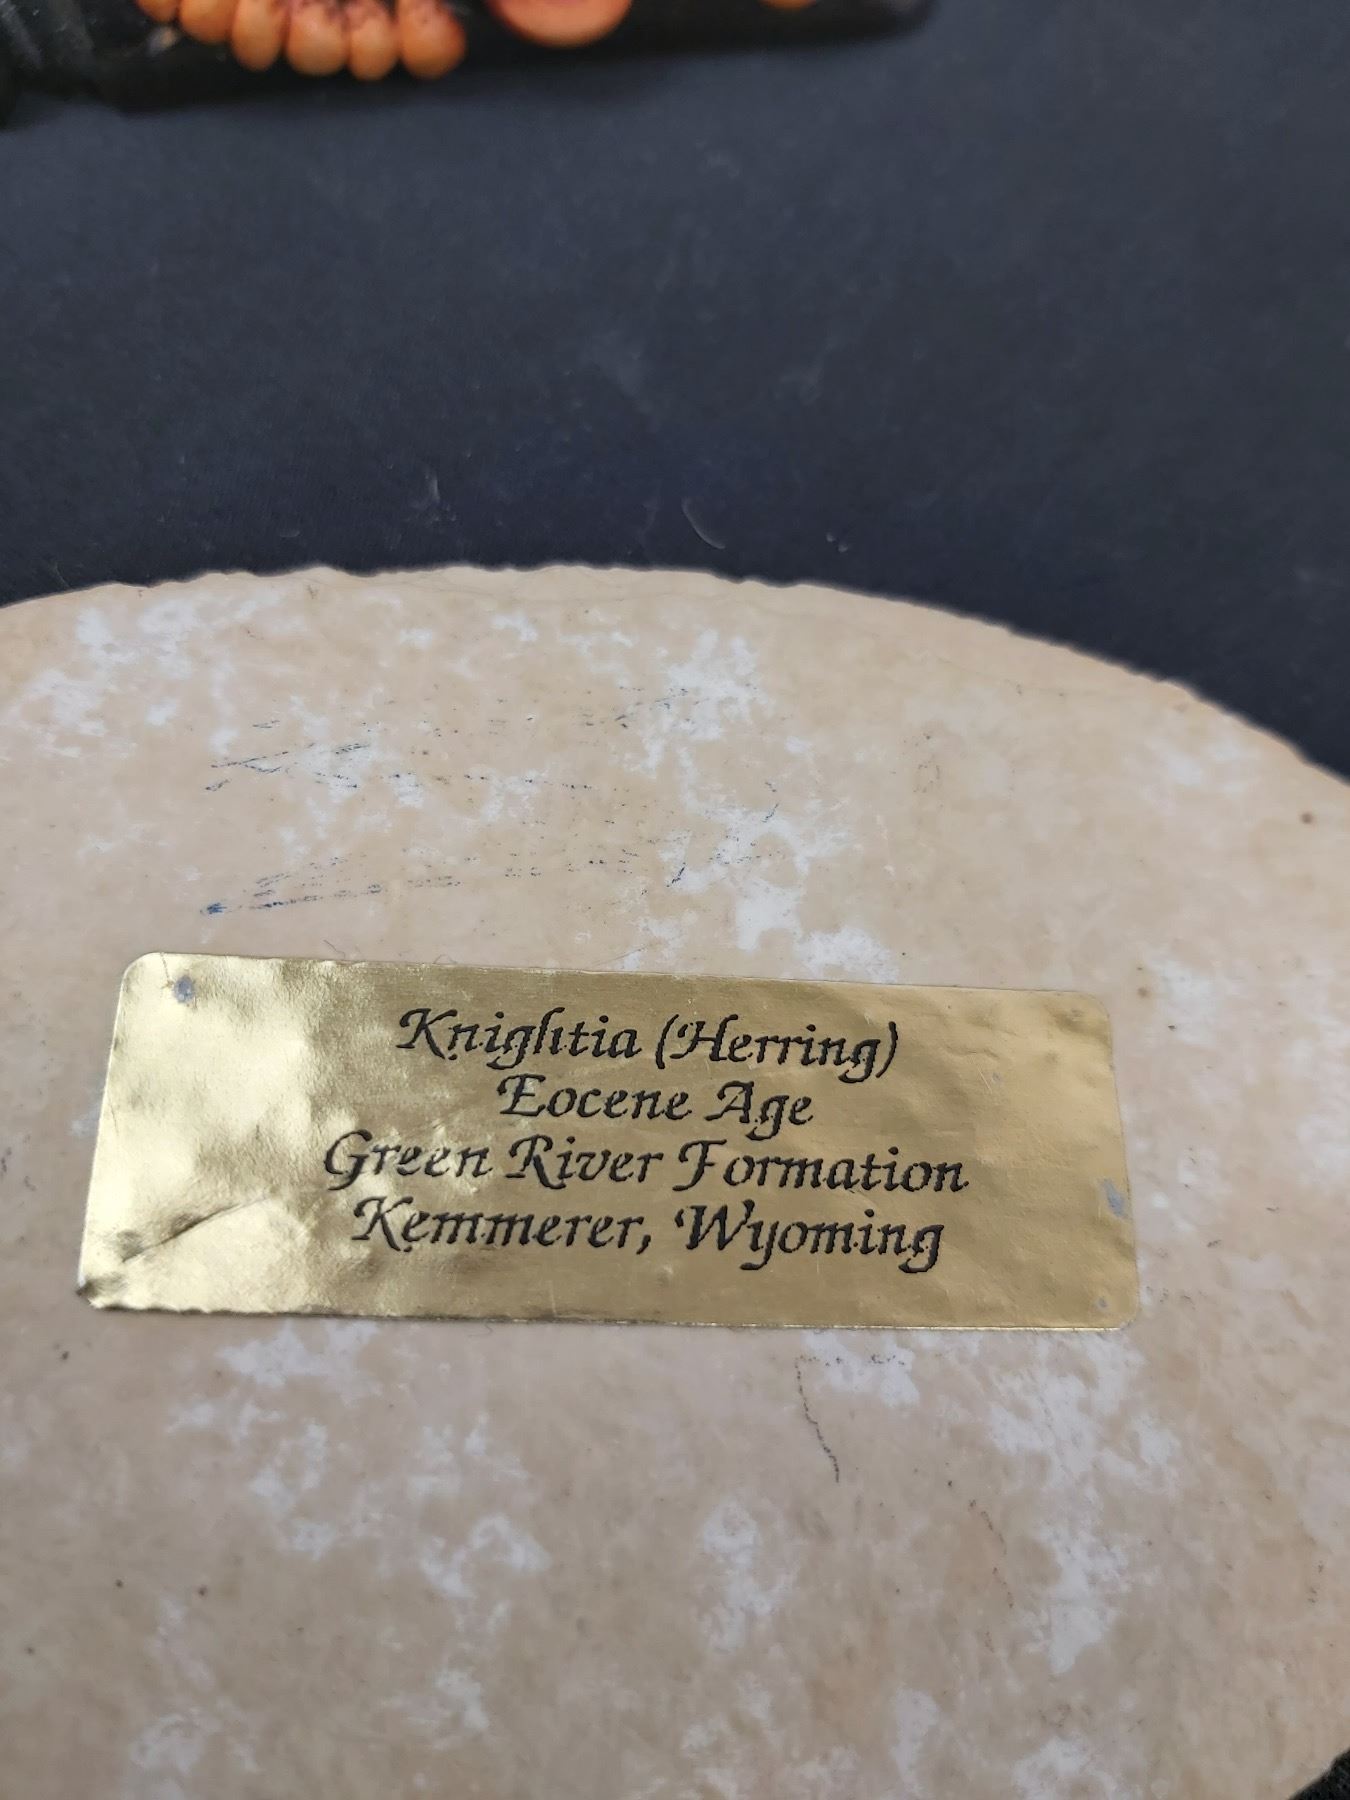 Knightia (Herring)
Eocene Age
Green River Formation
Kemmerer, Wyoming